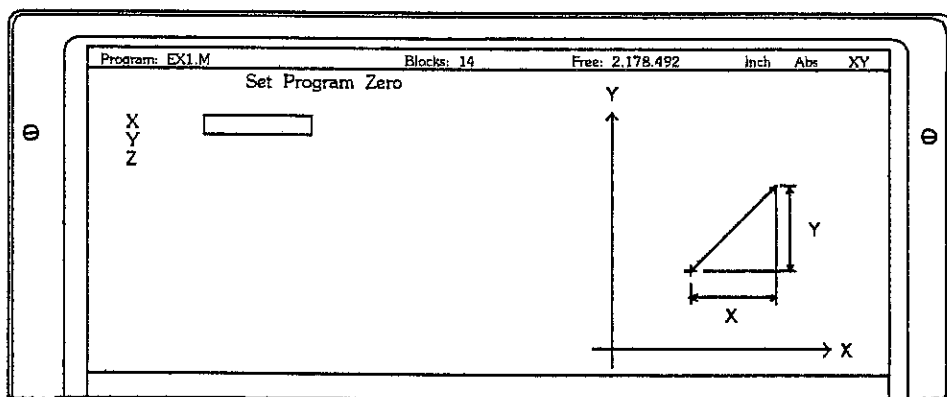 Program: EX1.M Blocks: 14 Free: 2.178.492 Inch Abs XY
Set Program Zero
X
Y
Z
Y
Y
X
X